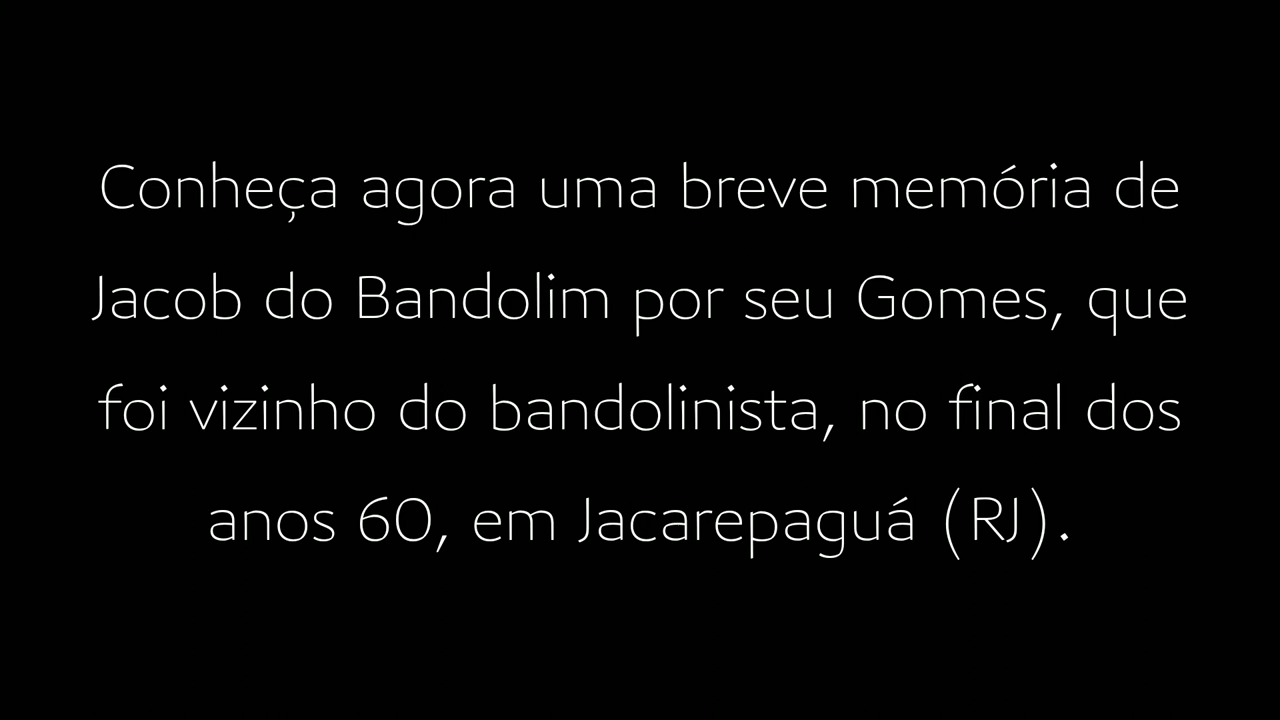 Conheça agora uma breve memória de
Jacob do Bandolim por seu Gomes, que
foi vizinho do bandolinista, no final dos
anos 60, em Jacarepaguá (RJ).